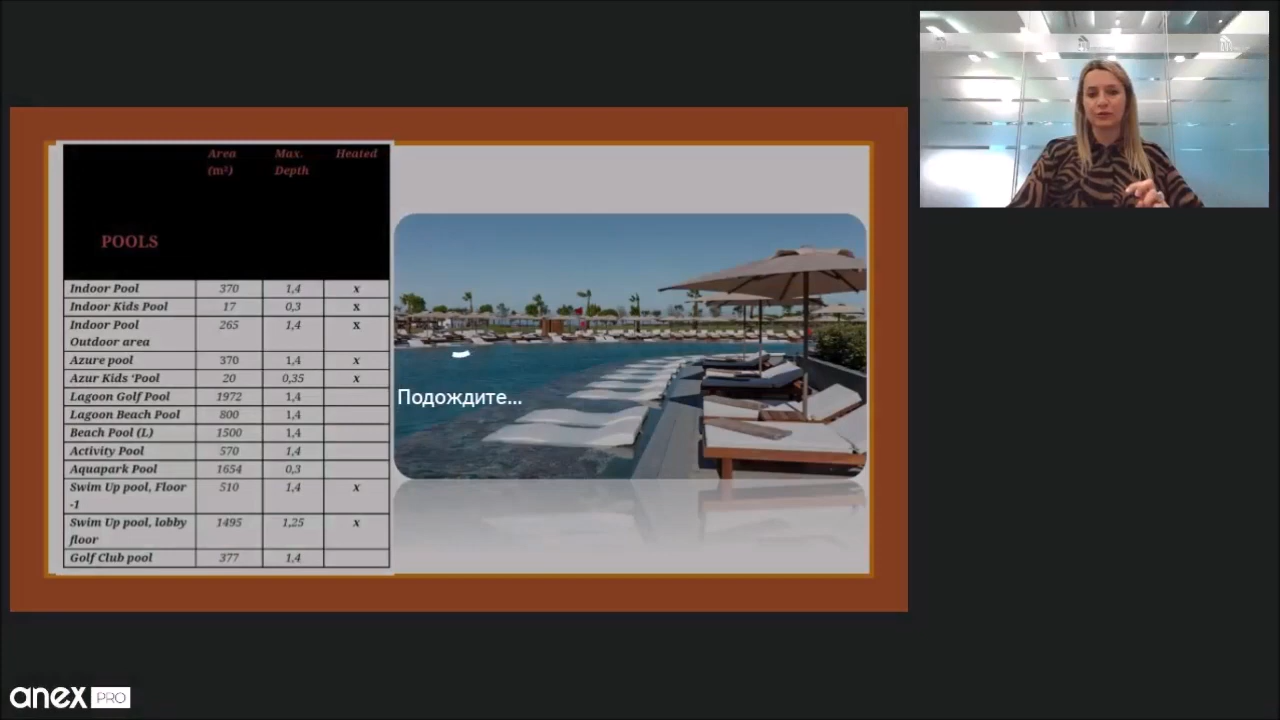 Area Max. Heated
(m²) Depth
POOLS
Indoor Pool 370 1,4 x
Indoor Kids Pool 17 0,3 x
Indoor Pool 265 1,4 x
Outdoor area
Azure pool 370 1,4 x
Azur Kids ‘Pool 20 0,35 x
Lagoon Golf Pool 1972 1,4
Lagoon Beach Pool 800 1,4
Beach Pool (L) 1500 1,4
Activity Pool 570 1,4
Aquapark Pool 1654 0,3
Swim Up pool, Floor 510 1,4 x
-1
Swim Up pool, lobby 1495 1,25 x
floor
Golf Club pool 377 1,4
Подождите...
anex PRO